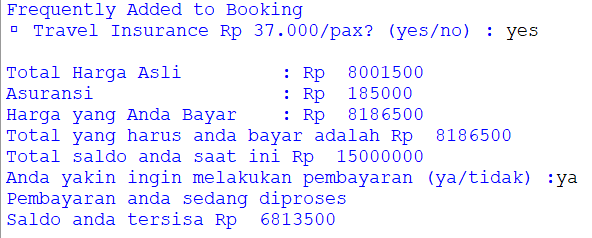 Frequently Added to Booking
▯ Travel Insurance Rp 37.000/pax? (yes/no) : yes
Total Harga Asli : Rp 8001500
Asuransi : Rp 185000
Harga yang Anda Bayar : Rp 8186500
Total yang harus anda bayar adalah Rp 8186500
Total saldo anda saat ini Rp 15000000
Anda yakin ingin melakukan pembayaran (ya/tidak) :ya
Pembayaran anda sedang diproses
Saldo anda tersisa Rp 6813500